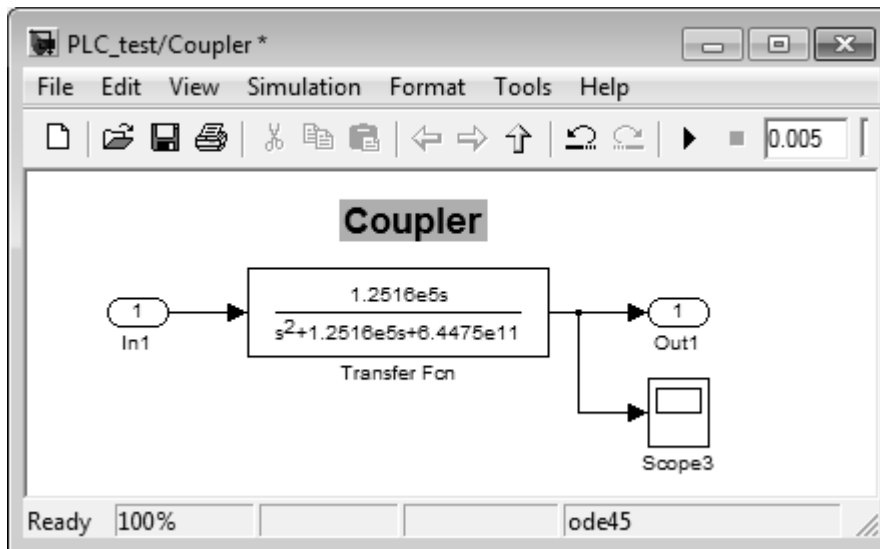 PLC_test/Coupler *
File Edit View Simulation Format Tools Help
0.005
Coupler
1
In1
1.2516e5s
s²+1.2516e5s+6.4475e11
Transfer Fcn
1
Out1
Scope3
Ready 100% ode45